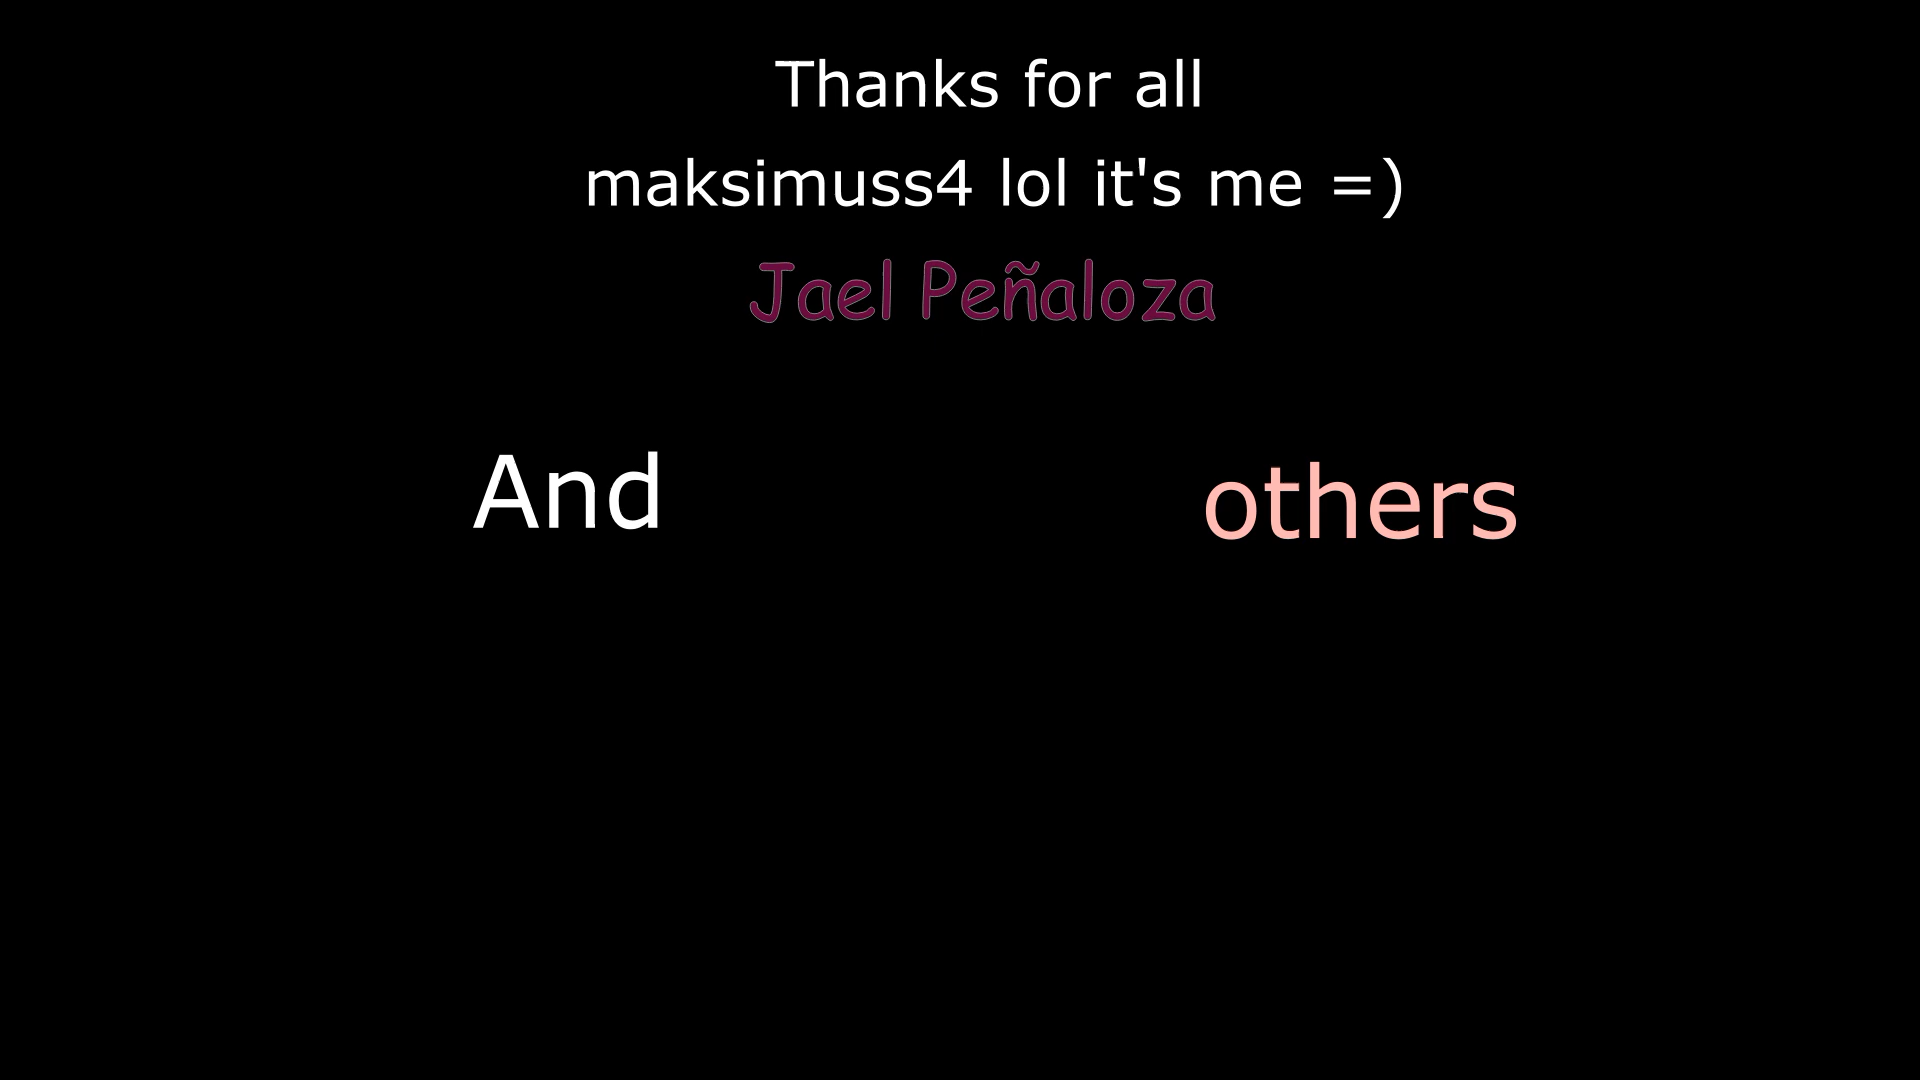 Thanks for all
maksimuss4 lol it's me =)
Jael Peñaloza
And others